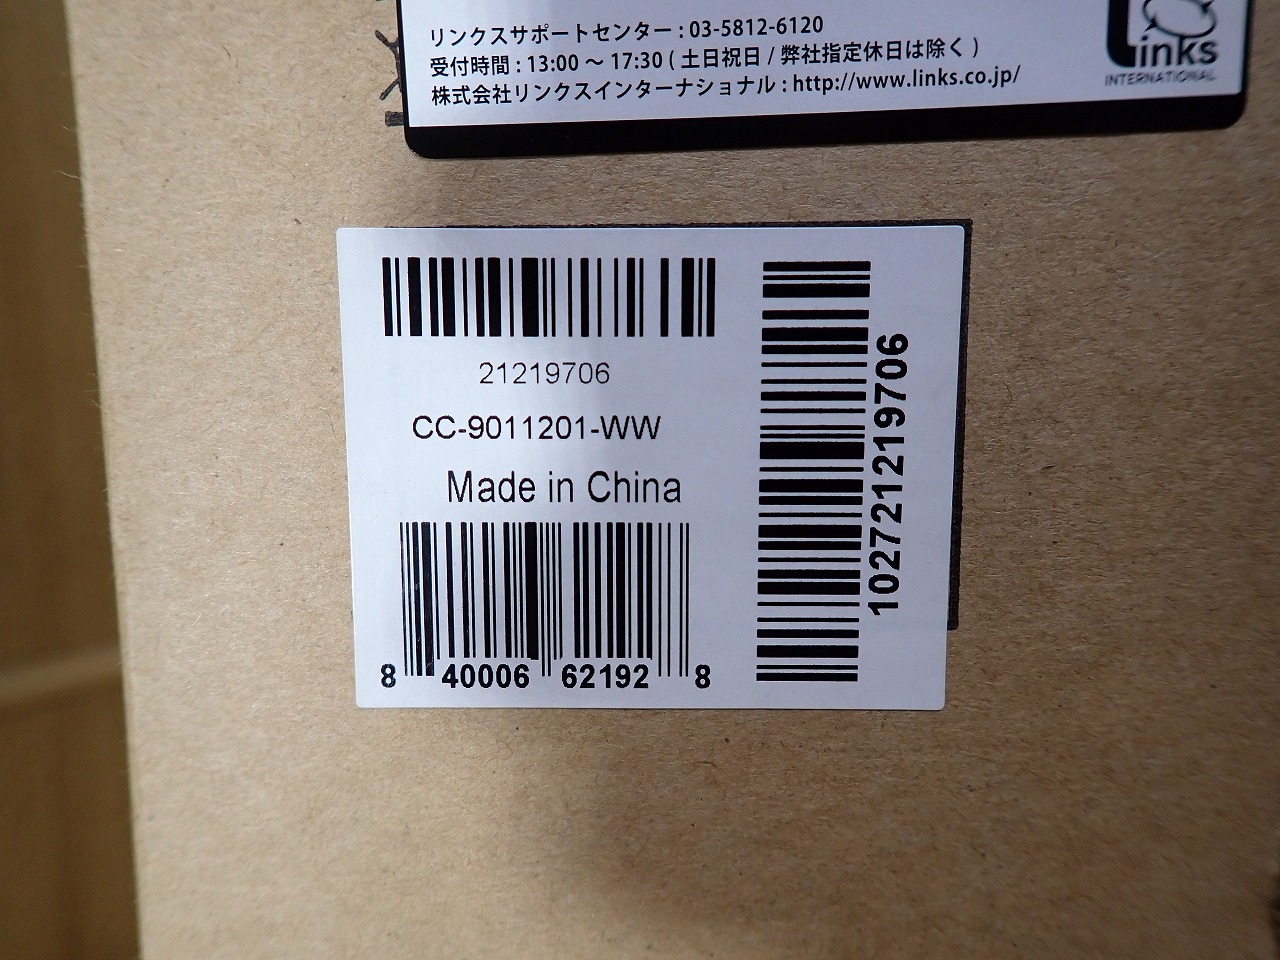 リンクスサポートセンター : 03-5812-6120
受付時間 : 13:00 ～ 17:30 ( 土日祝日 / 弊社指定休日は除く )
株式会社リンクスインターナショナル : http://www.links.co.jp/
Links
INTERNATIONAL
21219706
CC-9011201-WW
Made in China
8 40006 62192 8
10272121219706